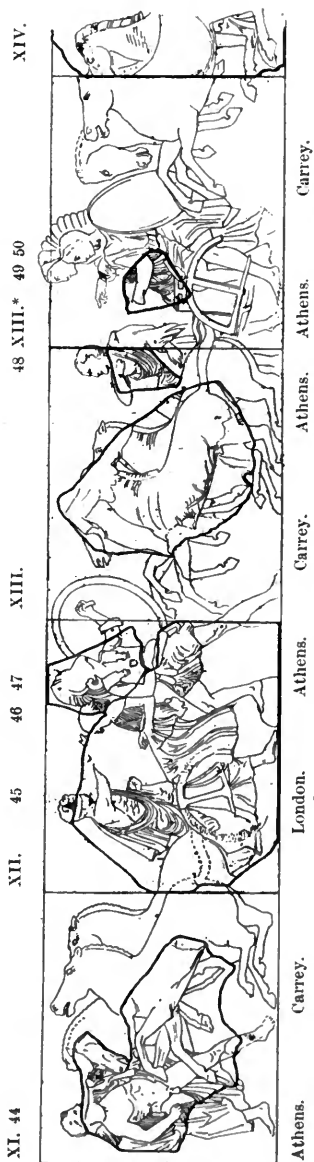 XI. 44 XII. 45 46 47 XIII. 48 XIII.* 49 50 XIV.
Athens. Carrey. London. Athens. Carrey. Athens. Athens. Carrey.